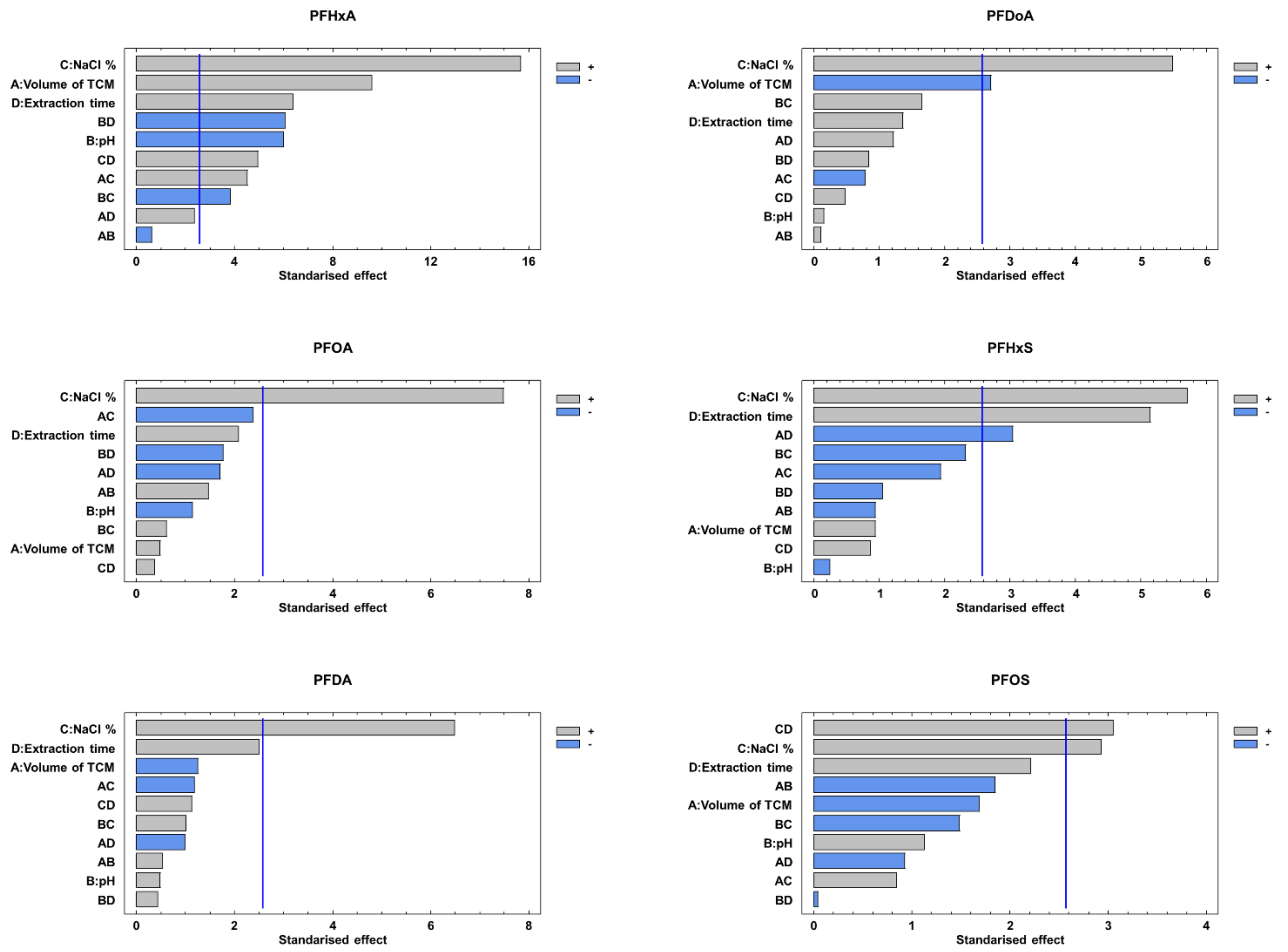 PFHxA
C:NaCl %
A:Volume of TCM
D:Extraction time
BD
B:pH
CD
AC
BC
AD
AB
0 4 8 12 16
Standarised effect
+
-
PFDoA
C:NaCl %
A:Volume of TCM
BC
D:Extraction time
AD
BD
AC
CD
B:pH
AB
0 1 2 3 4 5 6
Standarised effect
+
-
PFOA
C:NaCl %
AC
D:Extraction time
BD
AD
AB
B:pH
BC
A:Volume of TCM
CD
0 2 4 6 8
Standarised effect
+
-
PFHxS
C:NaCl %
D:Extraction time
AD
BC
AC
BD
AB
A:Volume of TCM
CD
B:pH
0 1 2 3 4 5 6
Standarised effect
+
-
PFDA
C:NaCl %
D:Extraction time
A:Volume of TCM
AC
CD
BC
AD
AB
B:pH
BD
0 2 4 6 8
Standarised effect
+
-
PFOS
CD
C:NaCl %
D:Extraction time
AB
A:Volume of TCM
BC
B:pH
AD
AC
BD
0 1 2 3 4
Standarised effect
+
-